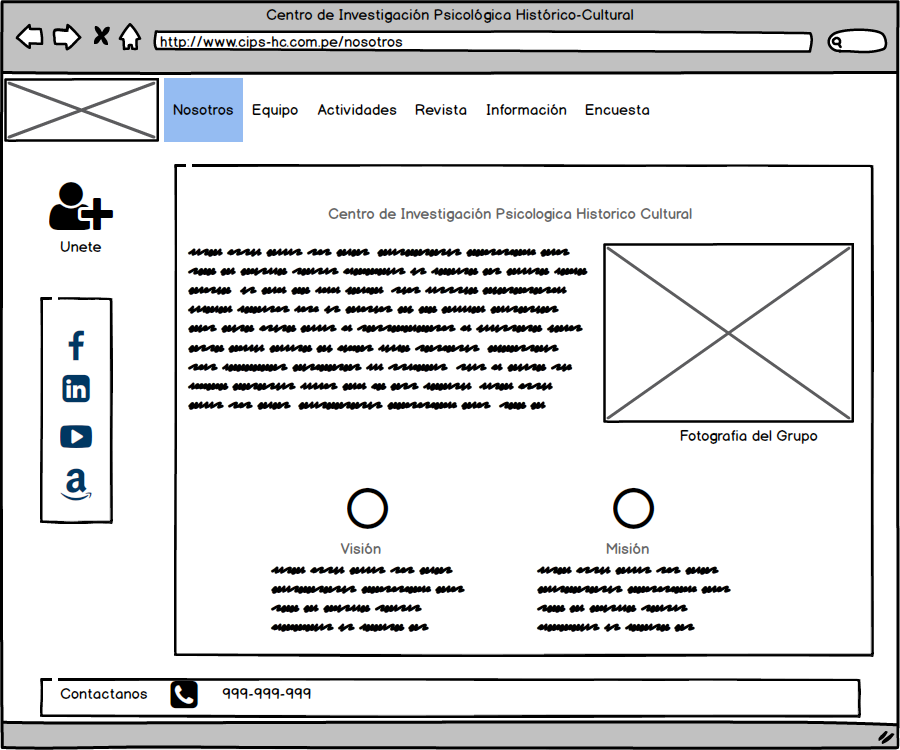 Centro de Investigación Psicológica Histórico-Cultural
http://www.cips-hc.com.pe/nosotros
Nosotros Equipo Actividades Revista Información Encuesta
Unete
Centro de Investigación Psicologica Historico Cultural
Fotografia del Grupo
Visión Misión
Contactanos 999-999-999